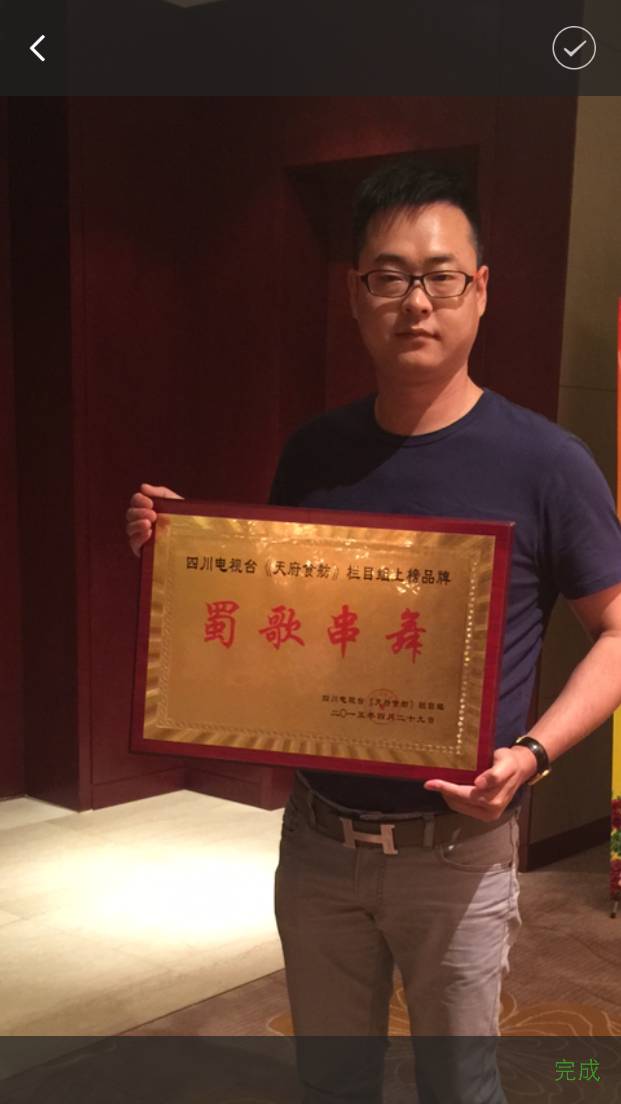 四川电视台《天府食舫》栏目组上榜品牌
蜀歌串舞
四川电视台《天府食舫》栏目组
二〇一五年四月二十九日
完成